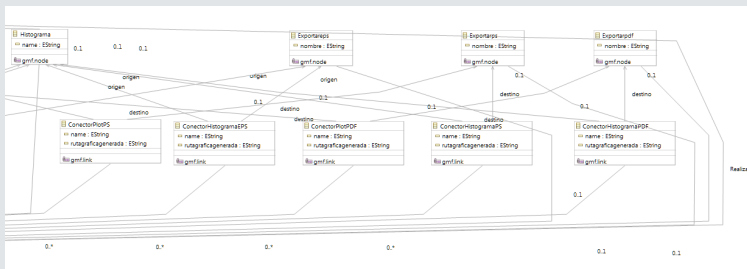 Histograma
name : EString
gmf.node
Exportareps
nombre : EString
gmf.node
Exportarps
nombre : EString
gmf.node
Exportarpdf
nombre : EString
gmf.node
0..1
0..1
0..1
origen
origen
origen
origen
0..1
0..1
destino
destino
0..1
0..1
0..1
0..1
destino
destino
destino
ConectorPlotPS
name : EString
rutagraficagenerada : EString
gmf.link
ConectorHistogramaEPS
name : EString
rutagraficagenerada : EString
gmf.link
ConectorPlotPDF
name : EString
rutagraficagenerada : EString
gmf.link
ConectorHistogramaPS
name : EString
rutagraficagenerada : EString
gmf.link
ConectorHistogramaPDF
name : EString
rutagraficagenerada : EString
gmf.link
Realiza
0..1
0..*
0..*
0..*
0..*
0..1
0..1